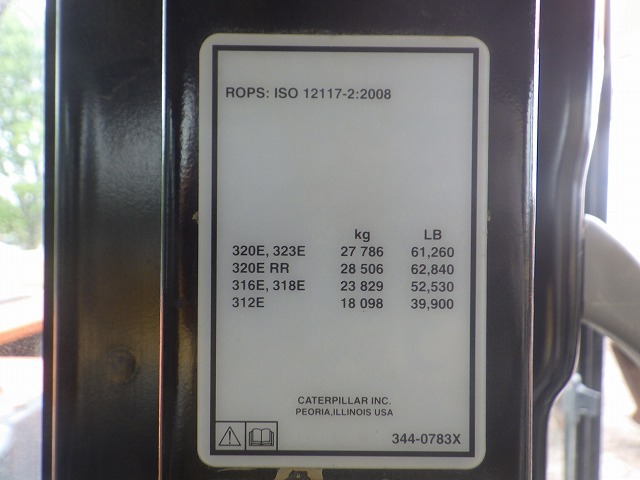 ROPS: ISO 12117-2:2008
kg LB
320E, 323E 27 786 61,260
320E RR 28 506 62,840
316E, 318E 23 829 52,530
312E 18 098 39,900
CATERPILLAR INC.
PEORIA,ILLINOIS USA
344-0783X